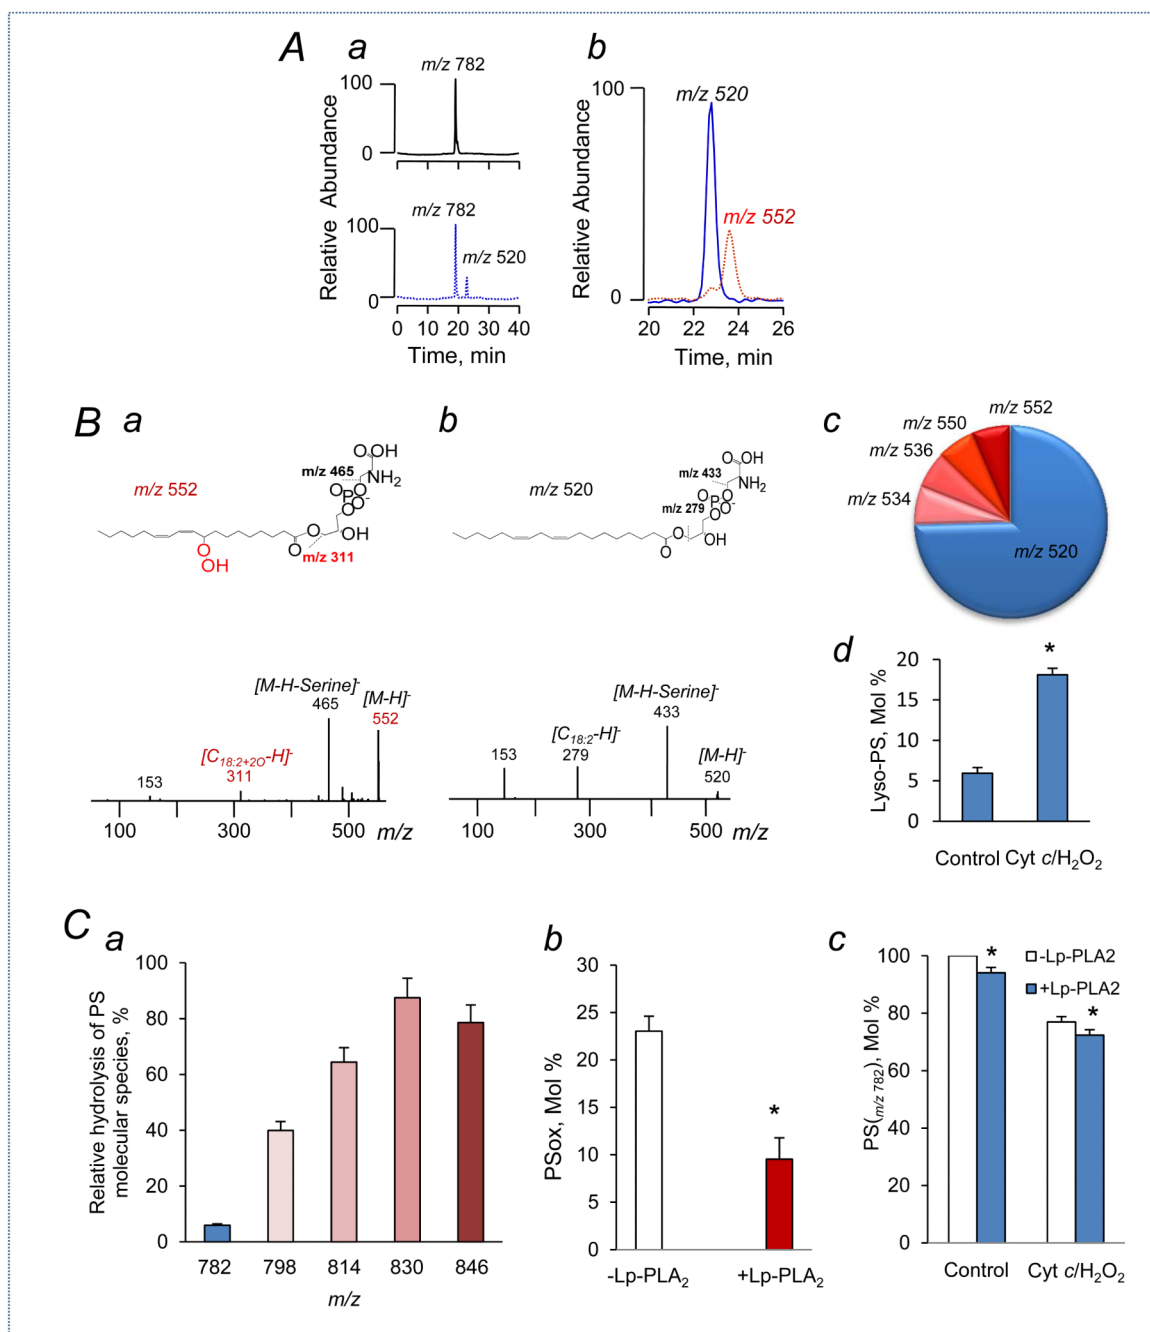 A
a
b
m/z 782
100
0
Relative Abundance
m/z 782
m/z 520
100
0
0 10 20 30 40
Time, min
m/z 520
m/z 552
100
0
Relative Abundance
20 22 24 26
Time, min
B
a
m/z 552
m/z 465
m/z 311
O
OH
O
O
OH
P
O
O
O-
O
OH
NH2
b
m/z 520
m/z 433
m/z 279
O
O
OH
P
O
O
O-
O
OH
NH2
c
m/z 552
m/z 550
m/z 536
m/z 534
m/z 520
[M-H-Serine]-
465
[M-H]-
552
[C18:2+2O-H]-
311
153
100 300 500 m/z
[M-H-Serine]-
433
[C18:2-H]-
279
[M-H]-
520
153
100 300 500 m/z
d
Lyso-PS, Mol %
20
15
10
5
0
*
Control Cyt c/H2O2
C
a
Relative hydrolysis of PS
molecular species, %
100
80
60
40
20
0
782 798 814 830 846
m/z
b
PSox, Mol %
30
25
20
15
10
5
0
*
-Lp-PLA2 +Lp-PLA2
c
PS(m/z 782), Mol %
100
80
60
40
20
0
*
*
-Lp-PLA2
+Lp-PLA2
Control Cyt c/H2O2